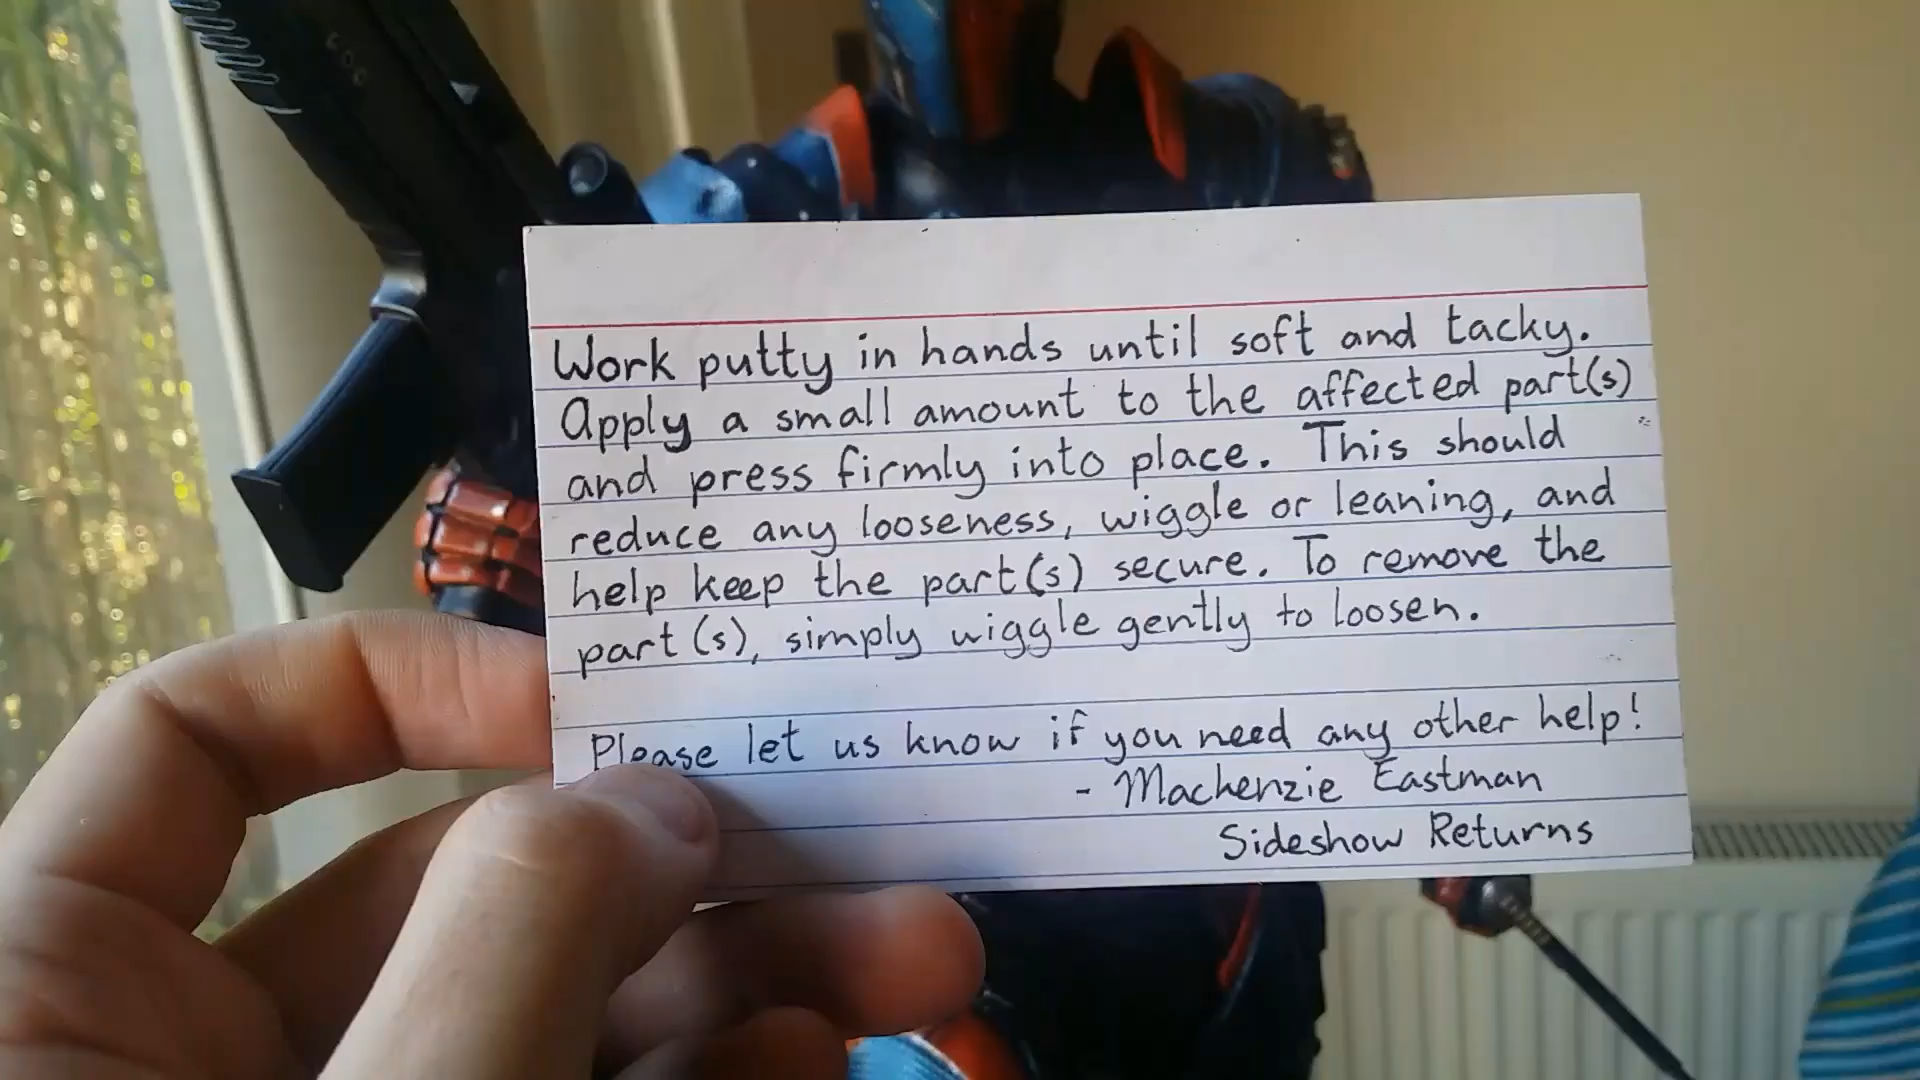 Work putty in hands until soft and tacky.
Apply a small amount to the affected part(s)
and press firmly into place. This should
reduce any looseness, wiggle or leaning, and
help keep the part(s) secure. To remove the
part(s), simply wiggle gently to loosen.
Please let us know if you need any other help!
- Mackenzie Eastman
Sideshow Returns